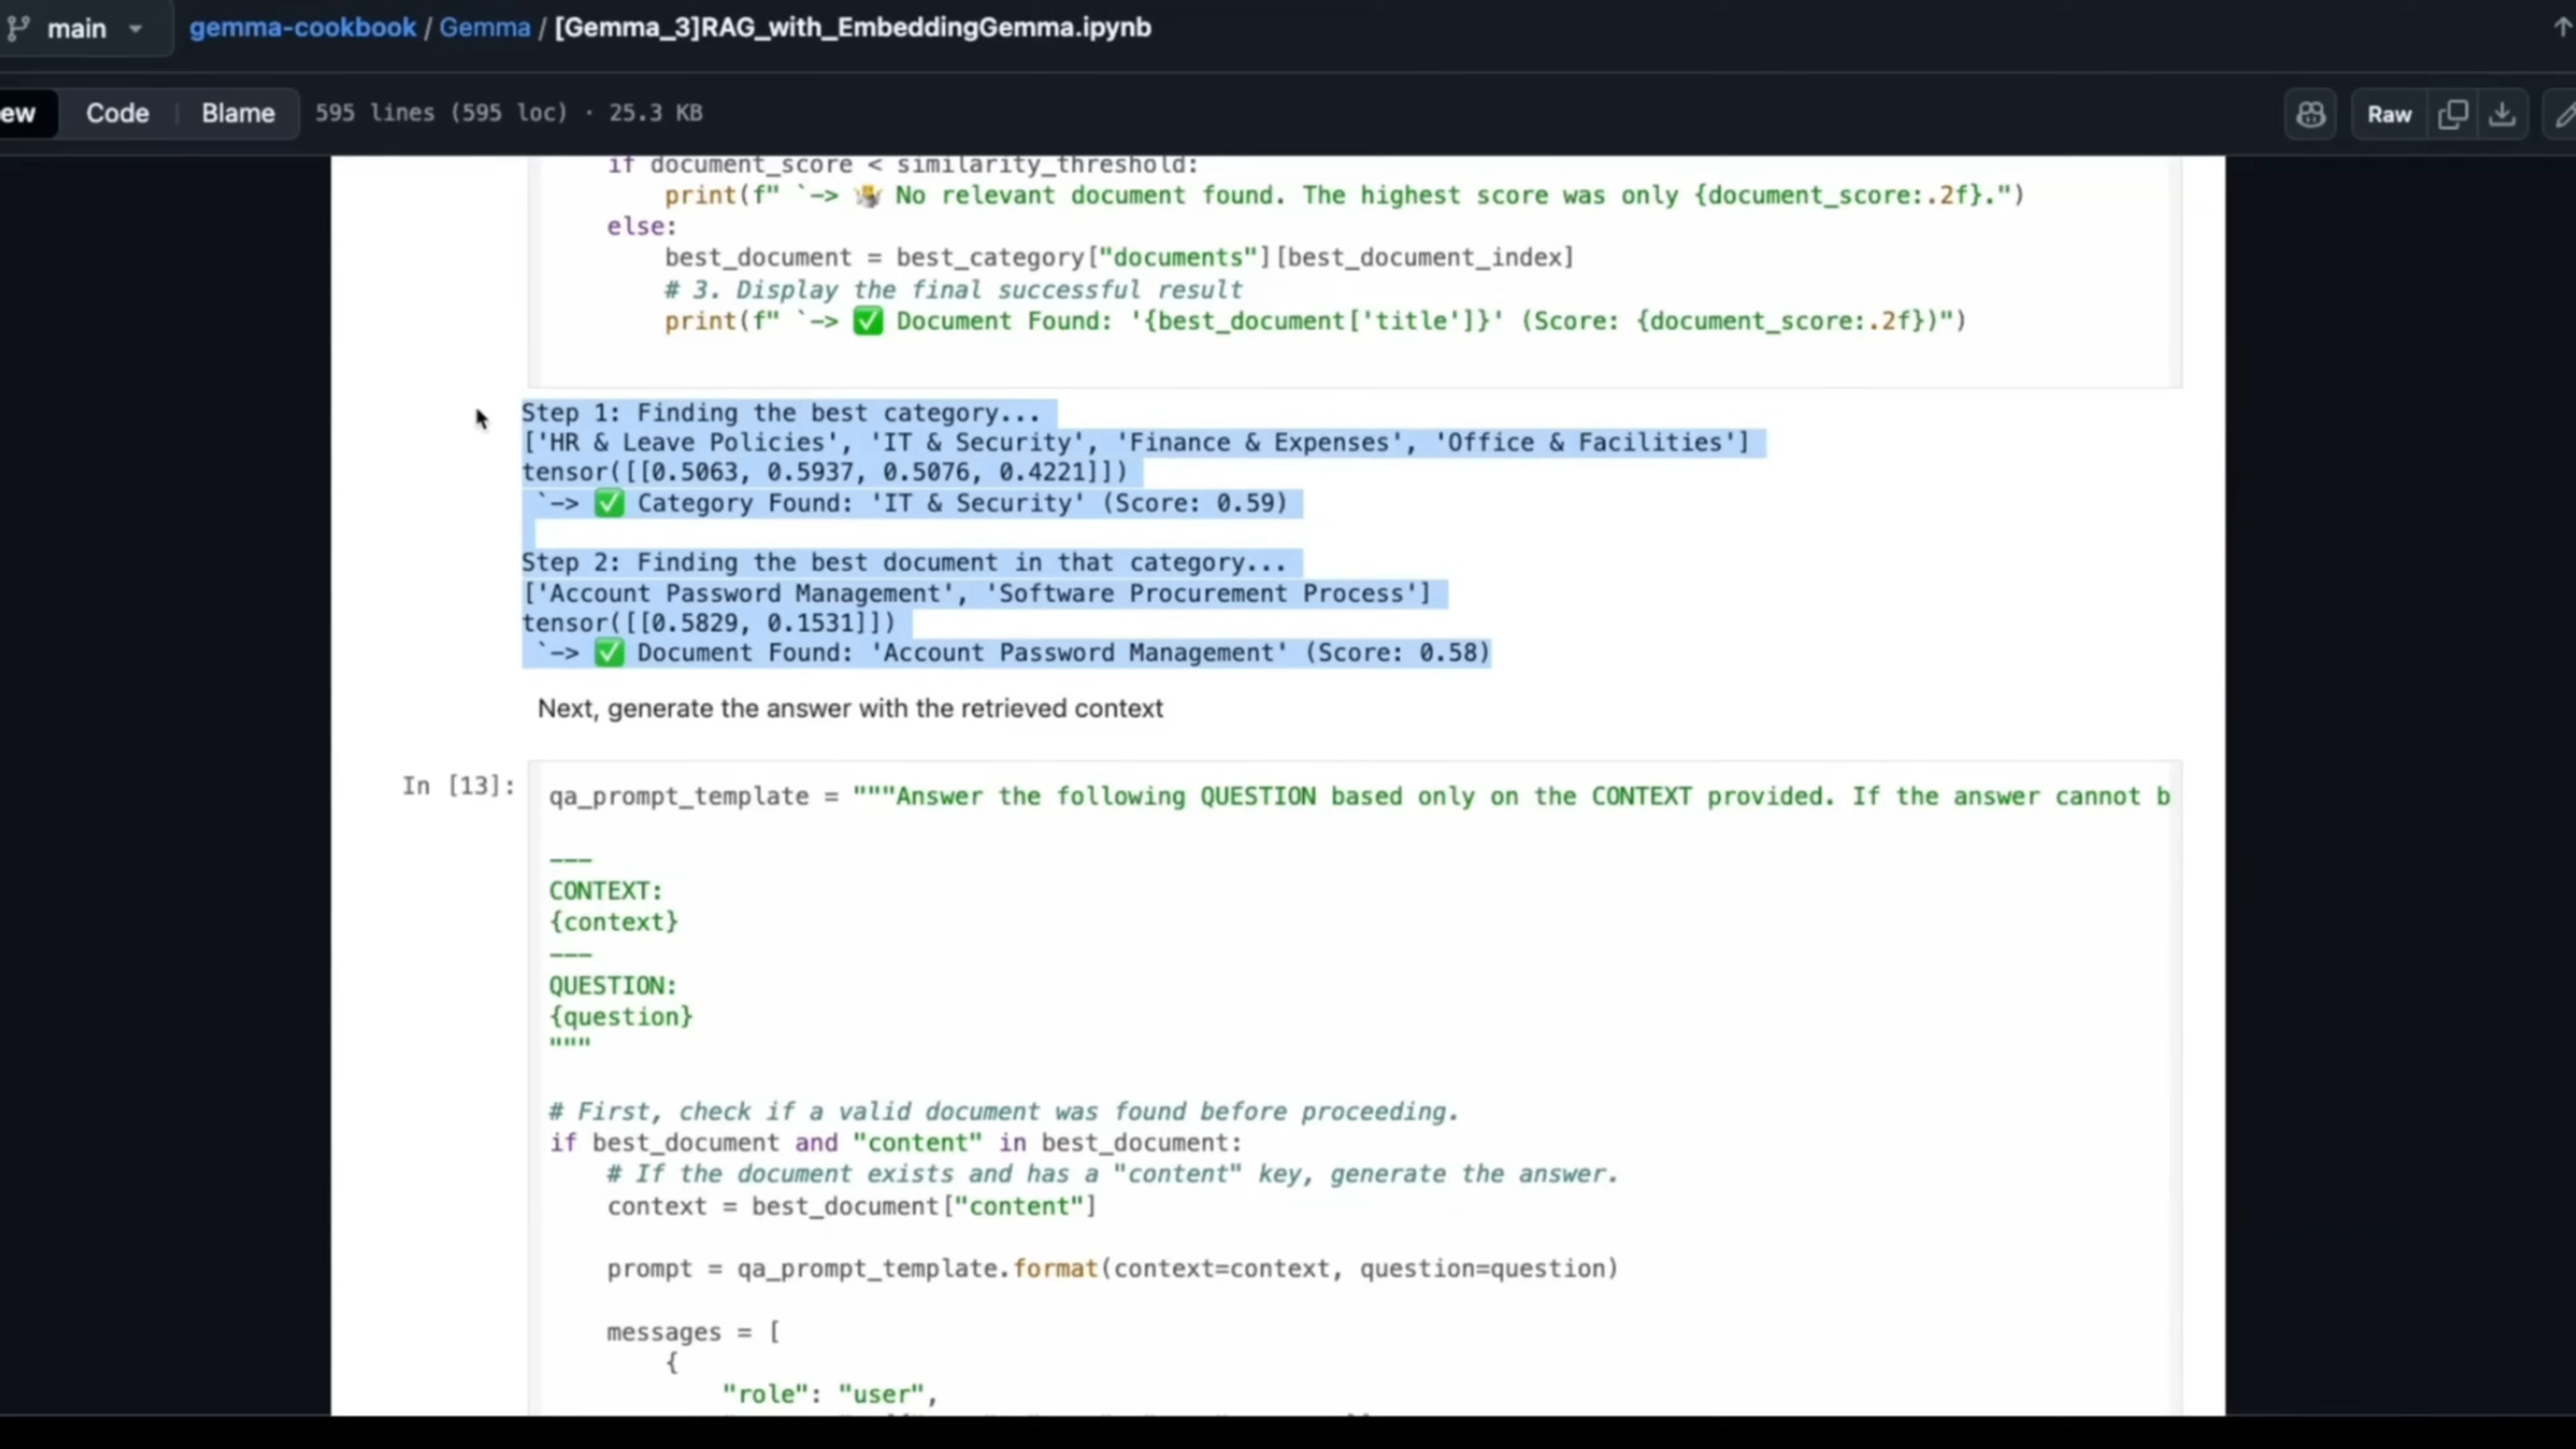 main
gemma-cookbook / Gemma / [Gemma_3]RAG_with_EmbeddingGemma.ipynb
ew Code Blame 595 lines (595 loc) · 25.3 KB Raw
if document_score < similarity_threshold:
print(f" `-> 🤷 No relevant document found. The highest score was only {document_score:.2f}.")
else:
best_document = best_category["documents"][best_document_index]
# 3. Display the final successful result
print(f" `-> ✅ Document Found: '{best_document['title']}' (Score: {document_score:.2f})")
Step 1: Finding the best category...
['HR & Leave Policies', 'IT & Security', 'Finance & Expenses', 'Office & Facilities']
tensor([[0.5063, 0.5937, 0.5076, 0.4221]])
`-> ✅ Category Found: 'IT & Security' (Score: 0.59)
Step 2: Finding the best document in that category...
['Account Password Management', 'Software Procurement Process']
tensor([[0.5829, 0.1531]])
`-> ✅ Document Found: 'Account Password Management' (Score: 0.58)
Next, generate the answer with the retrieved context
In [13]:
qa_prompt_template = """Answer the following QUESTION based only on the CONTEXT provided. If the answer cannot b
---
CONTEXT:
{context}
---
QUESTION:
{question}
"""
# First, check if a valid document was found before proceeding.
if best_document and "content" in best_document:
# If the document exists and has a "content" key, generate the answer.
context = best_document["content"]
prompt = qa_prompt_template.format(context=context, question=question)
messages = [
{
"role": "user",